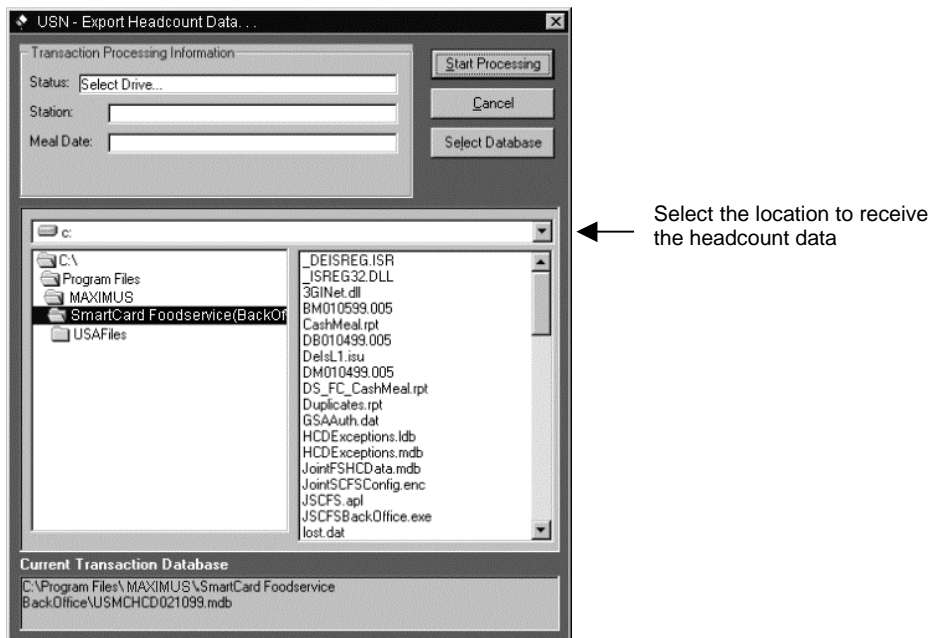 USN - Export Headcount Data. . .
Transaction Processing Information
Status: Select Drive...
Station:
Meal Date:
Start Processing
Cancel
Select Database
c:
C:\
Program Files
MAXIMUS
SmartCard Foodservice(BackOf
USAFiles
_DEISREG.ISR
_ISREG32.DLL
3GINet.dll
BM010599.005
CashMeal.rpt
DB010499.005
DelsL1.isu
DM010499.005
DS_FC_CashMeal.rpt
Duplicates.rpt
GSAAuth.dat
HCDExceptions.ldb
HCDExceptions.mdb
JointFSHCData.mdb
JointSCFSConfig.enc
JSCFS.apl
JSCFSBackOffice.exe
lost.dat
Select the location to receive
the headcount data
Current Transaction Database
C:\Program Files\MAXIMUS\SmartCard Foodservice
BackOffice\USMCHCD021099.mdb